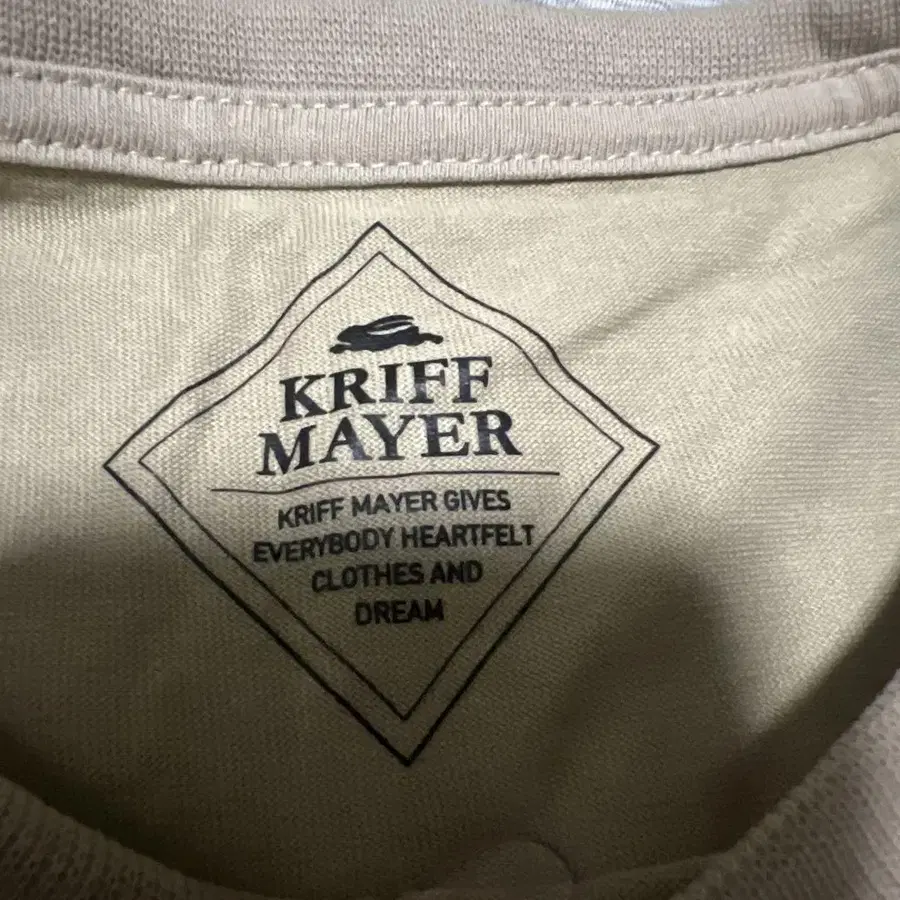 KRIFF
MAYER
KRIFF MAYER GIVES
EVERYBODY HEARTFELT
CLOTHES AND
DREAM